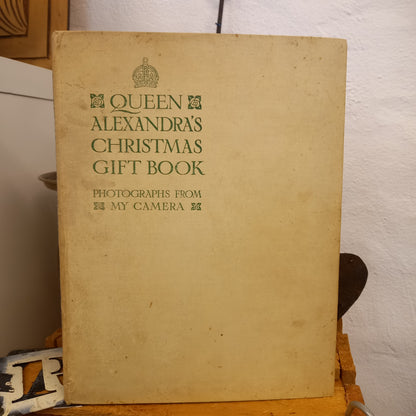 QUEEN
ALEXANDRA'S
CHRISTMAS
GIFT BOOK
PHOTOGRAPHS FROM
MY CAMERA